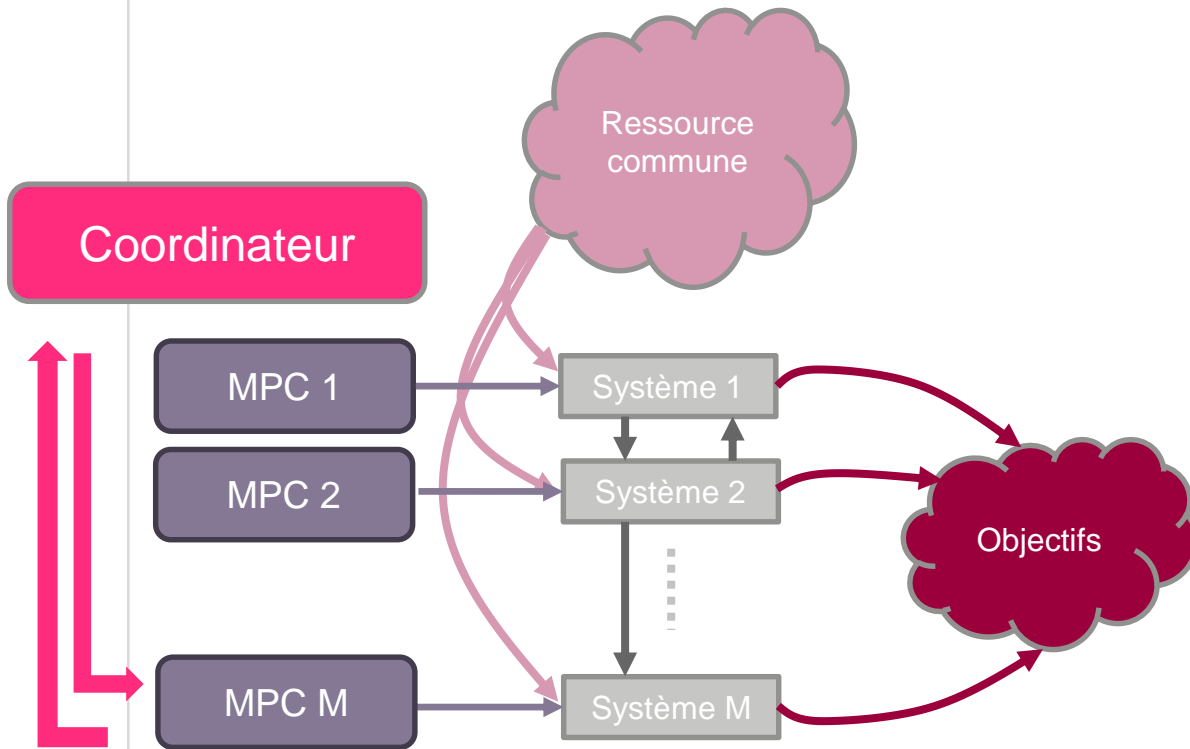 Ressource
commune
Coordinateur
MPC 1
Système 1
MPC 2
Système 2
Objectifs
MPC M
Système M